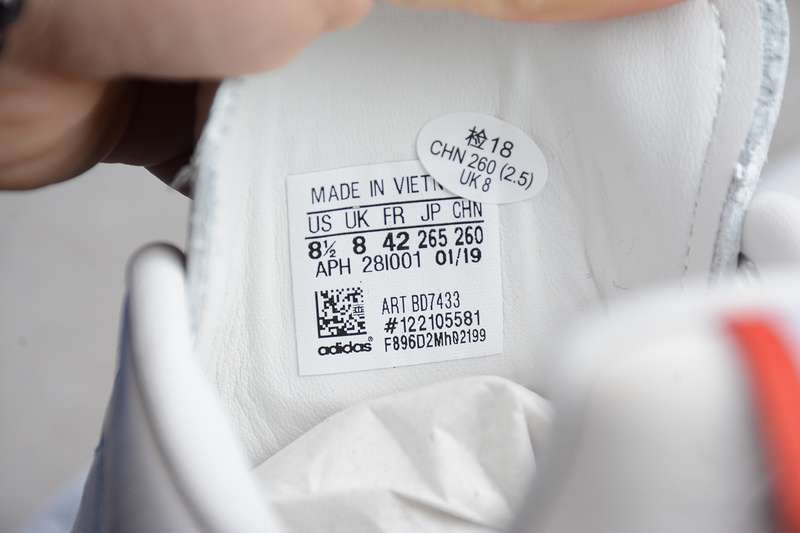 检18
CHN 260 (2.5)
UK 8
MADE IN VIETN
US UK FR JP CHN
8½ 8 42 265 260
APH 28I001 01/19
ART BD7433
#122105581
adidas® F896D2Mh02199